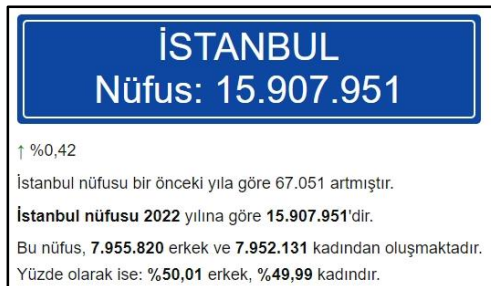 İSTANBUL
Nüfus: 15.907.951
↑ %0,42
İstanbul nüfusu bir önceki yıla göre 67.051 artmıştır.
İstanbul nüfusu 2022 yılına göre 15.907.951'dir.
Bu nüfus, 7.955.820 erkek ve 7.952.131 kadından oluşmaktadır.
Yüzde olarak ise: %50,01 erkek, %49,99 kadındır.